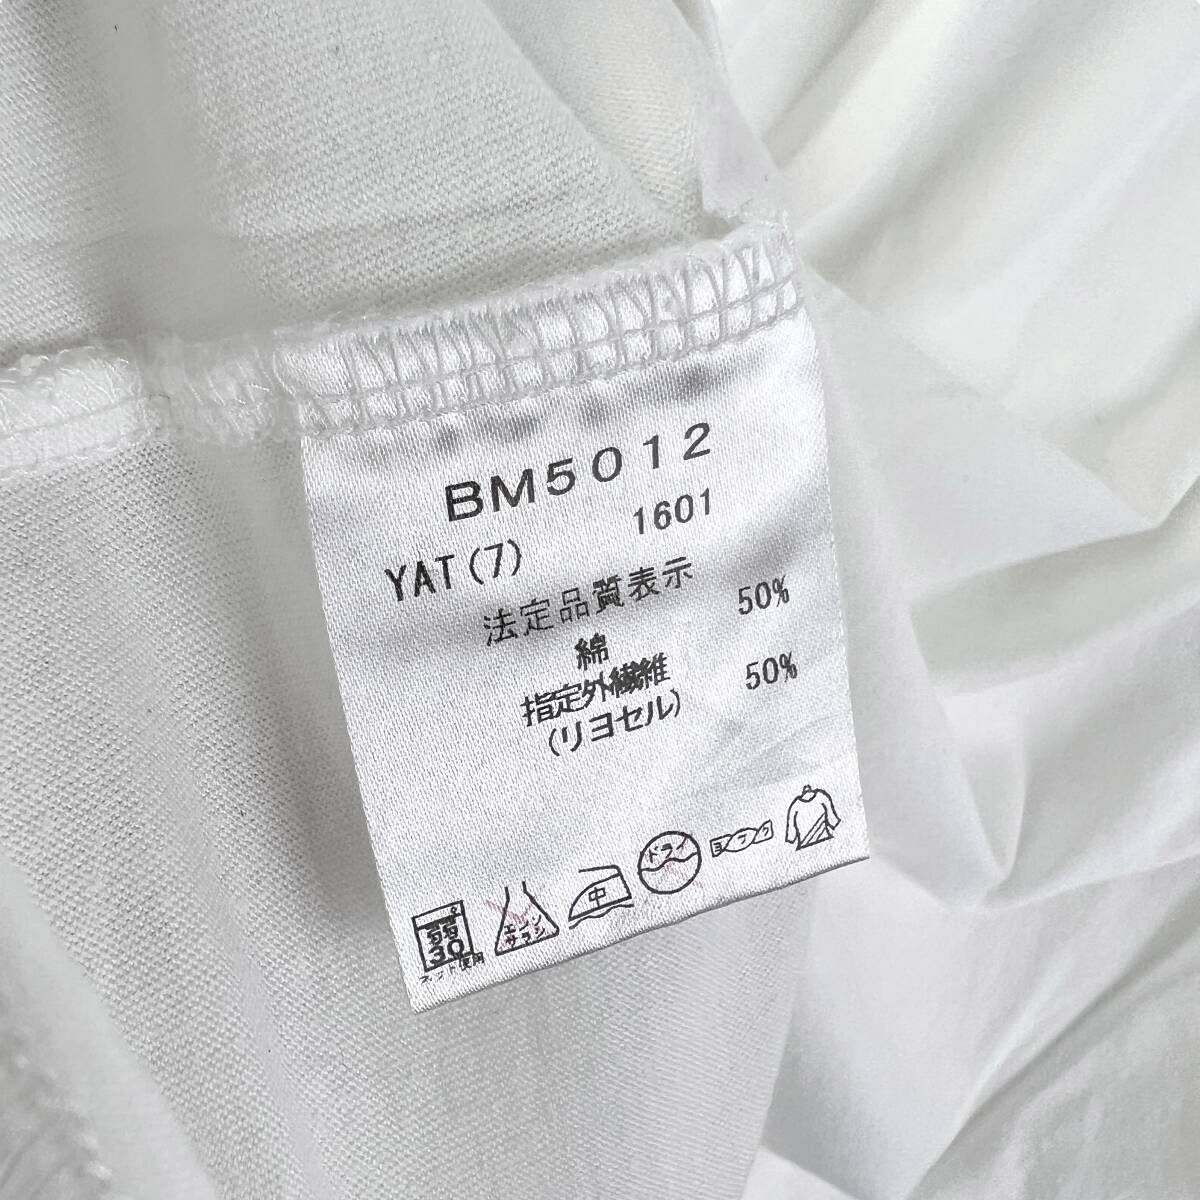 BM5012
YAT(7) 1601
法定品質表示
綿 50%
指定外繊維 50%
(リヨセル)
弱
30
ネット使用
エンソ
サラシ
中
ドライ
ヨワク